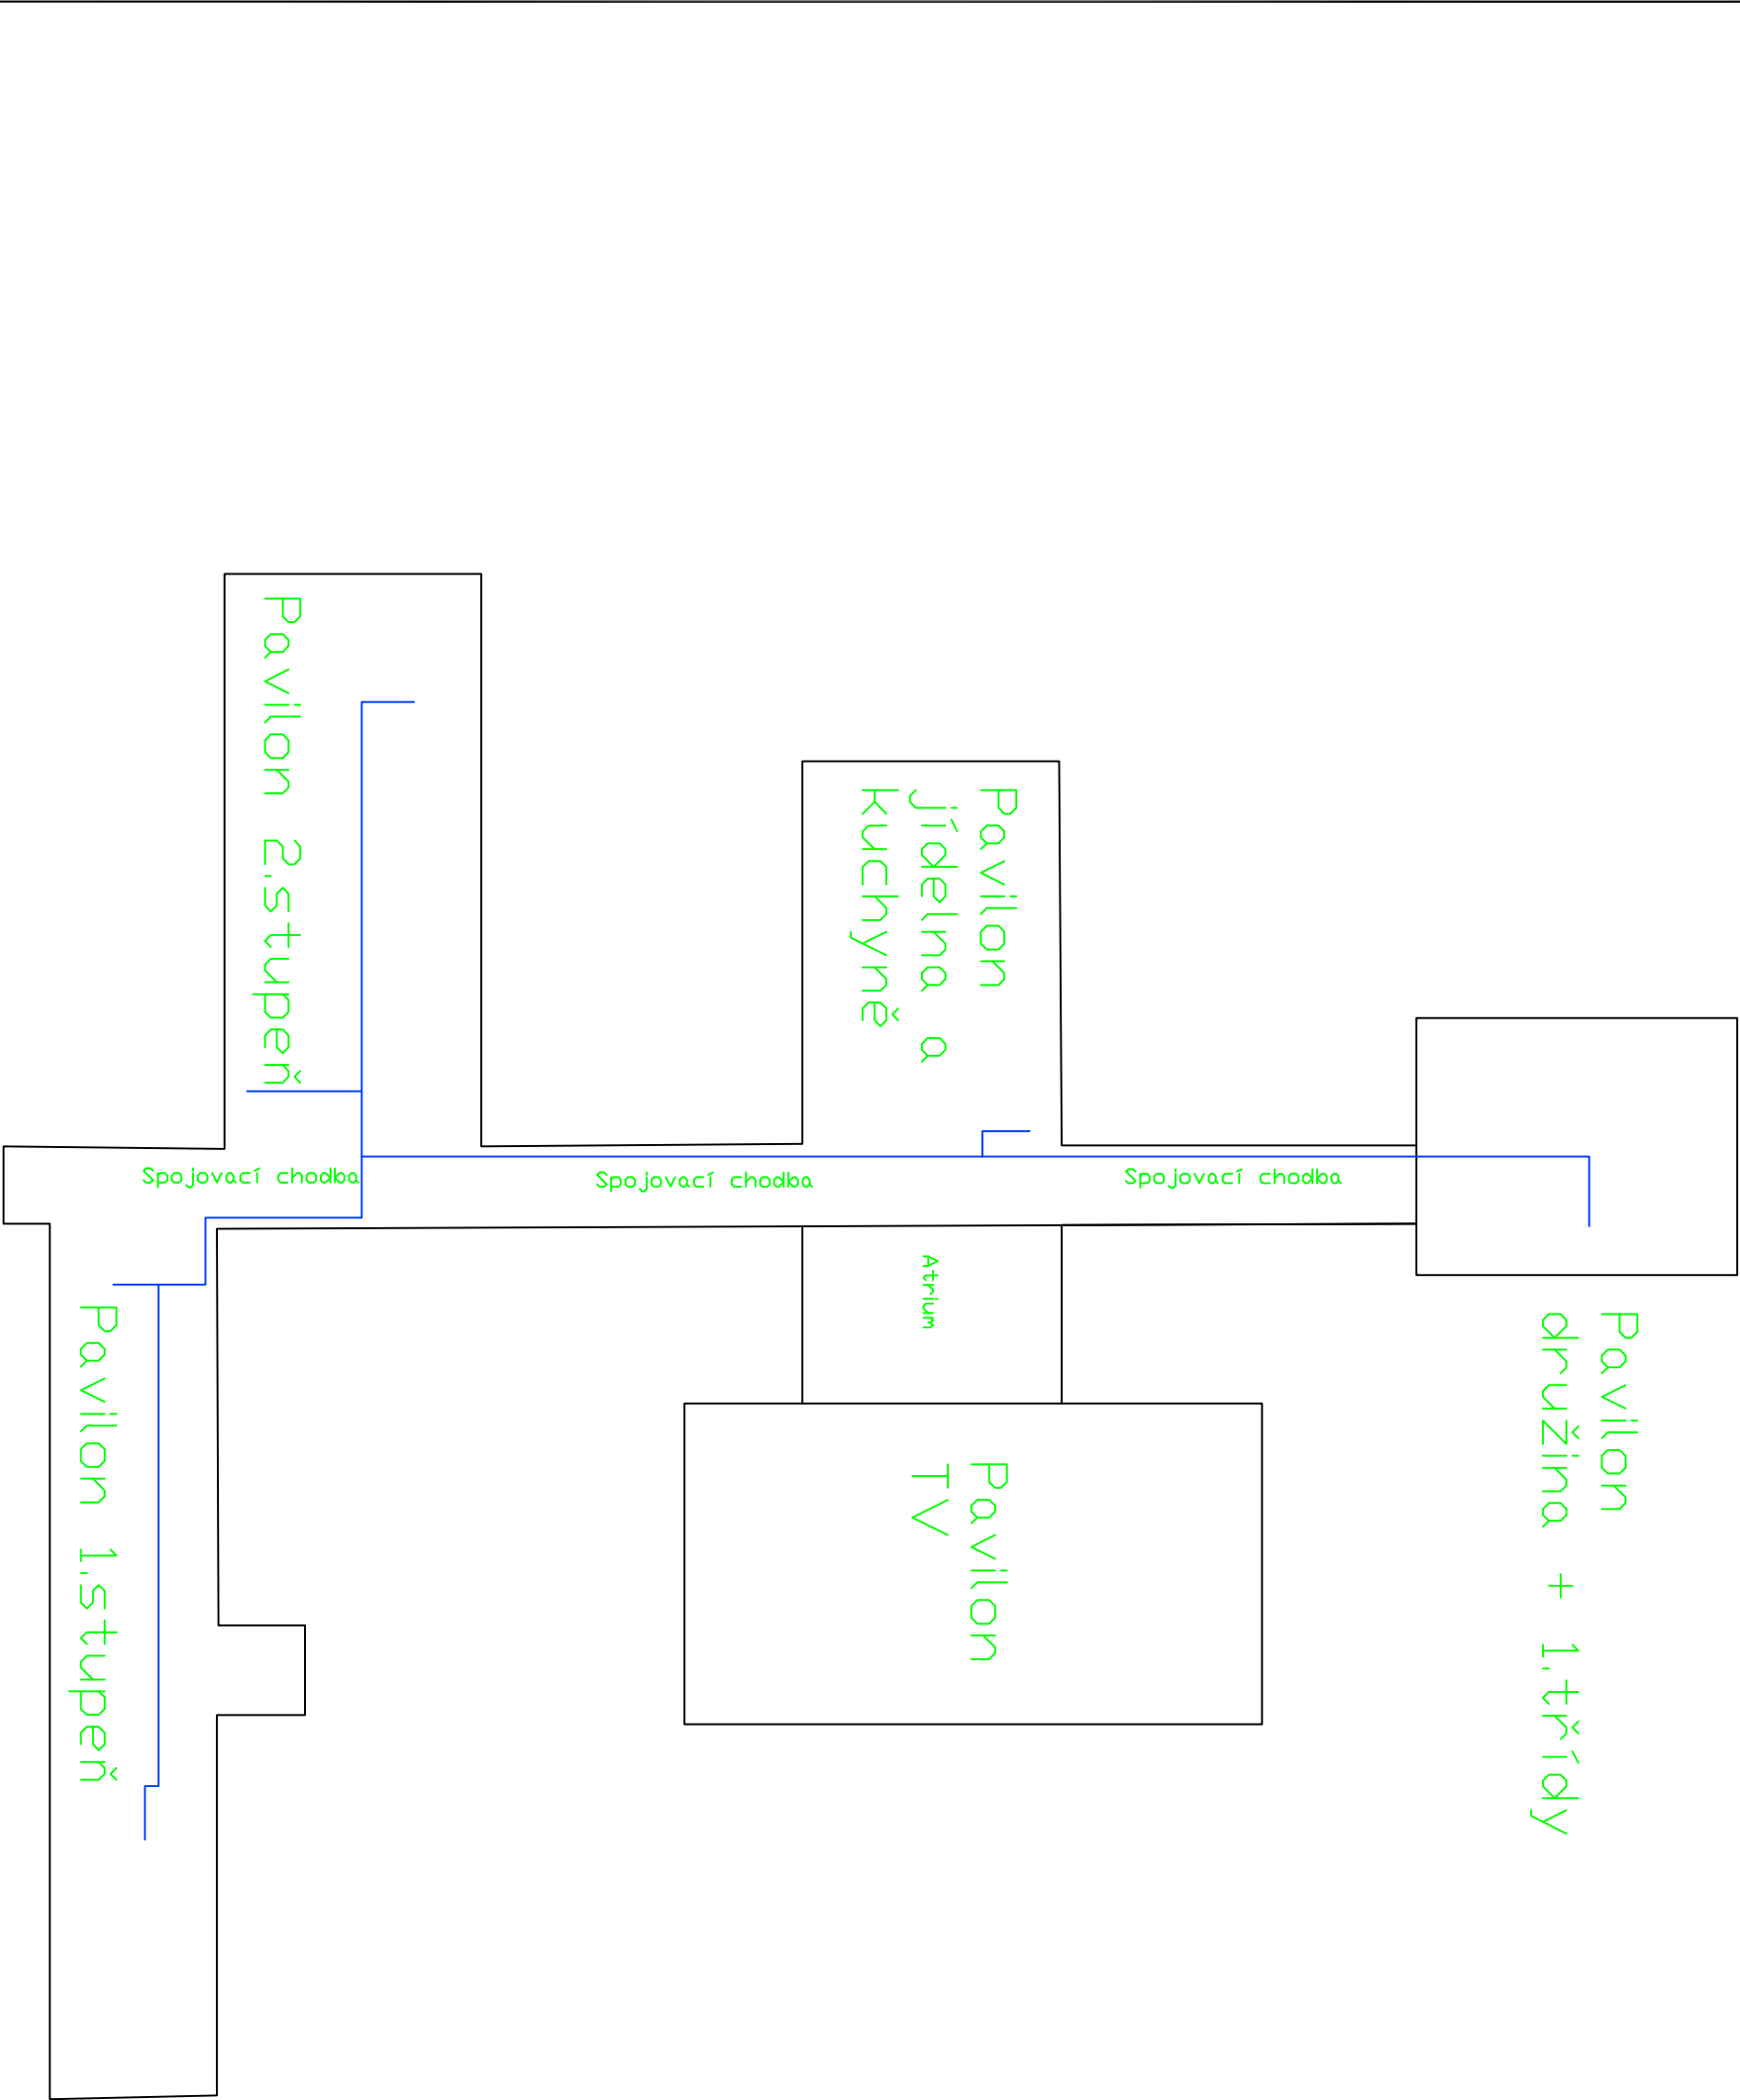 Pavilon 2.stupeň
Pavilon
jídelna a
kuchyně
Spojovací chodba
Spojovací chodba
Spojovací chodba
Atrium
Pavilon 1.stupeň
Pavilon
TV
Pavilon
družina + 1.třídy